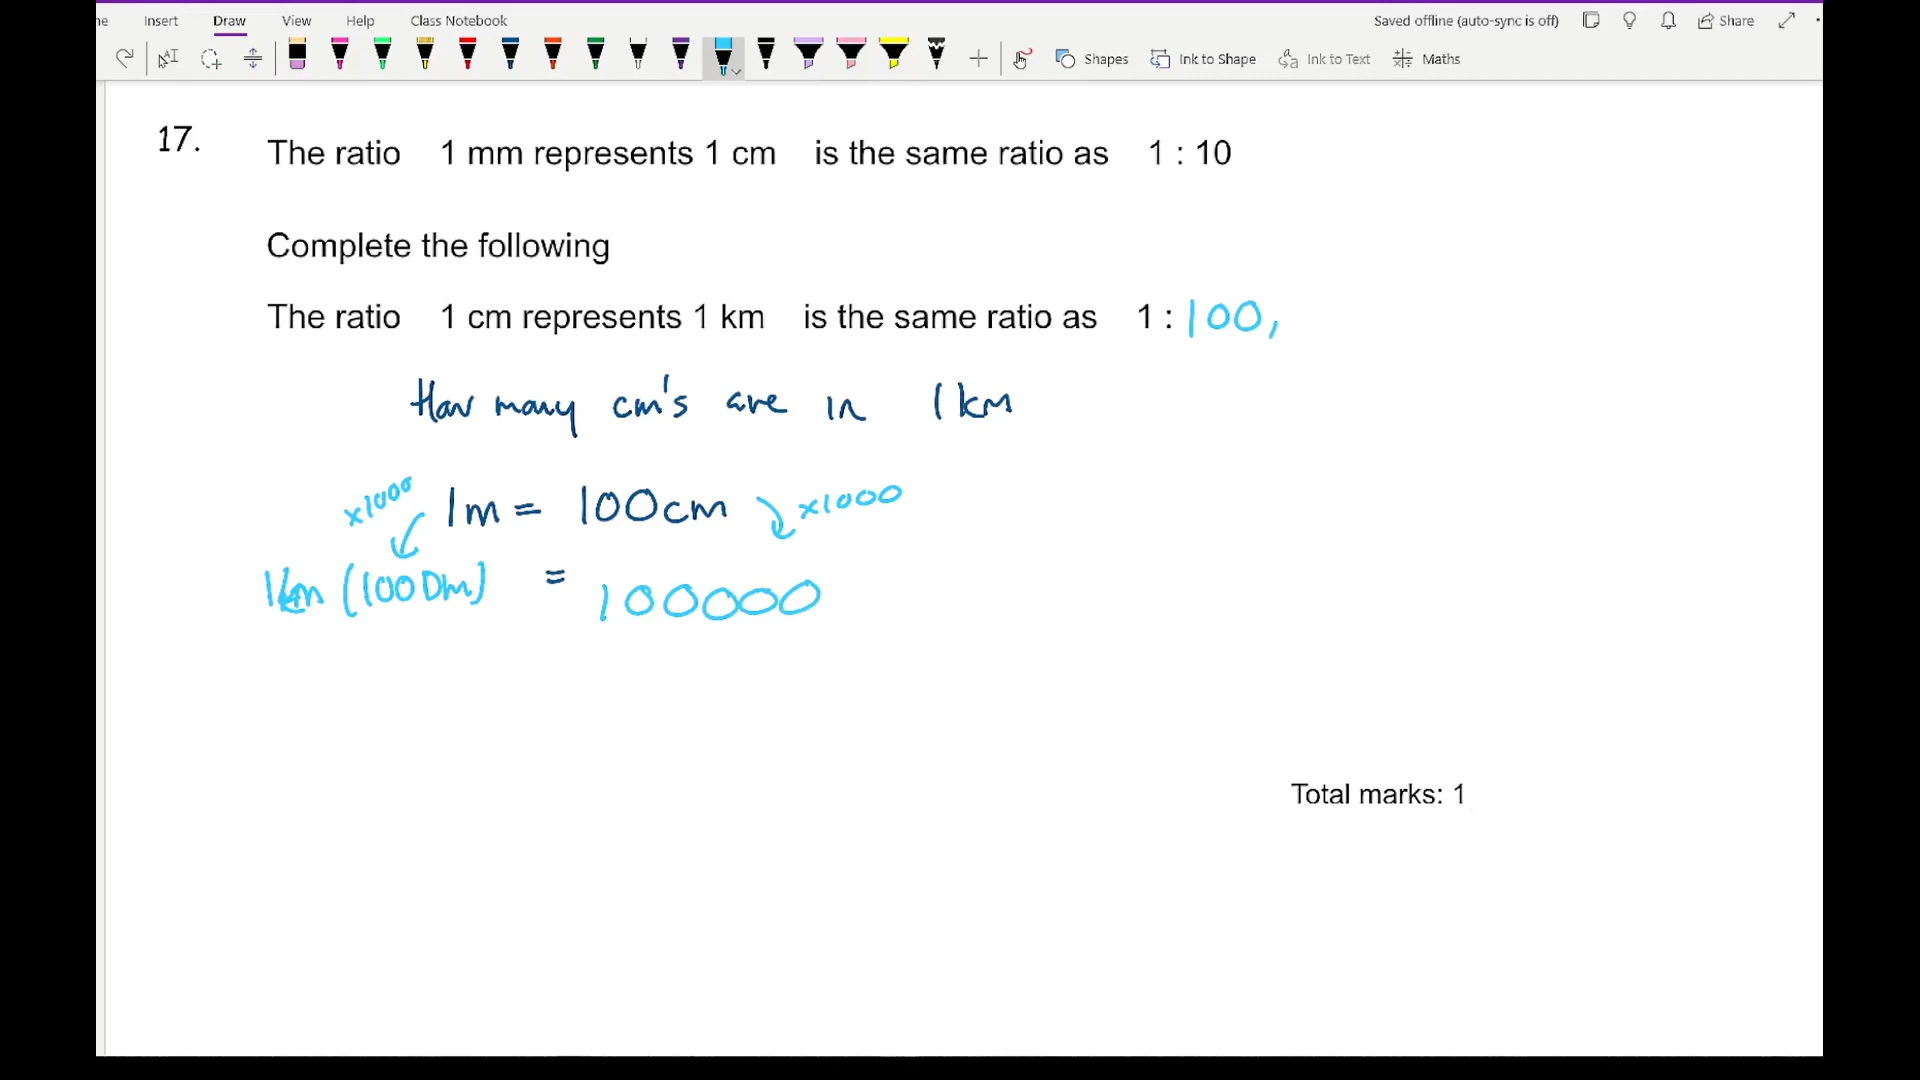 Insert Draw View Help Class Notebook Saved offline (auto-sync is off) Share
Shapes Ink to Shape Ink to Text Maths
17. The ratio 1 mm represents 1 cm is the same ratio as 1 : 10
Complete the following
The ratio 1 cm represents 1 km is the same ratio as 1 : 100,
How many cm's are in 1 km
x1000 1m = 100cm x1000
1km (1000m) = 100000
Total marks: 1